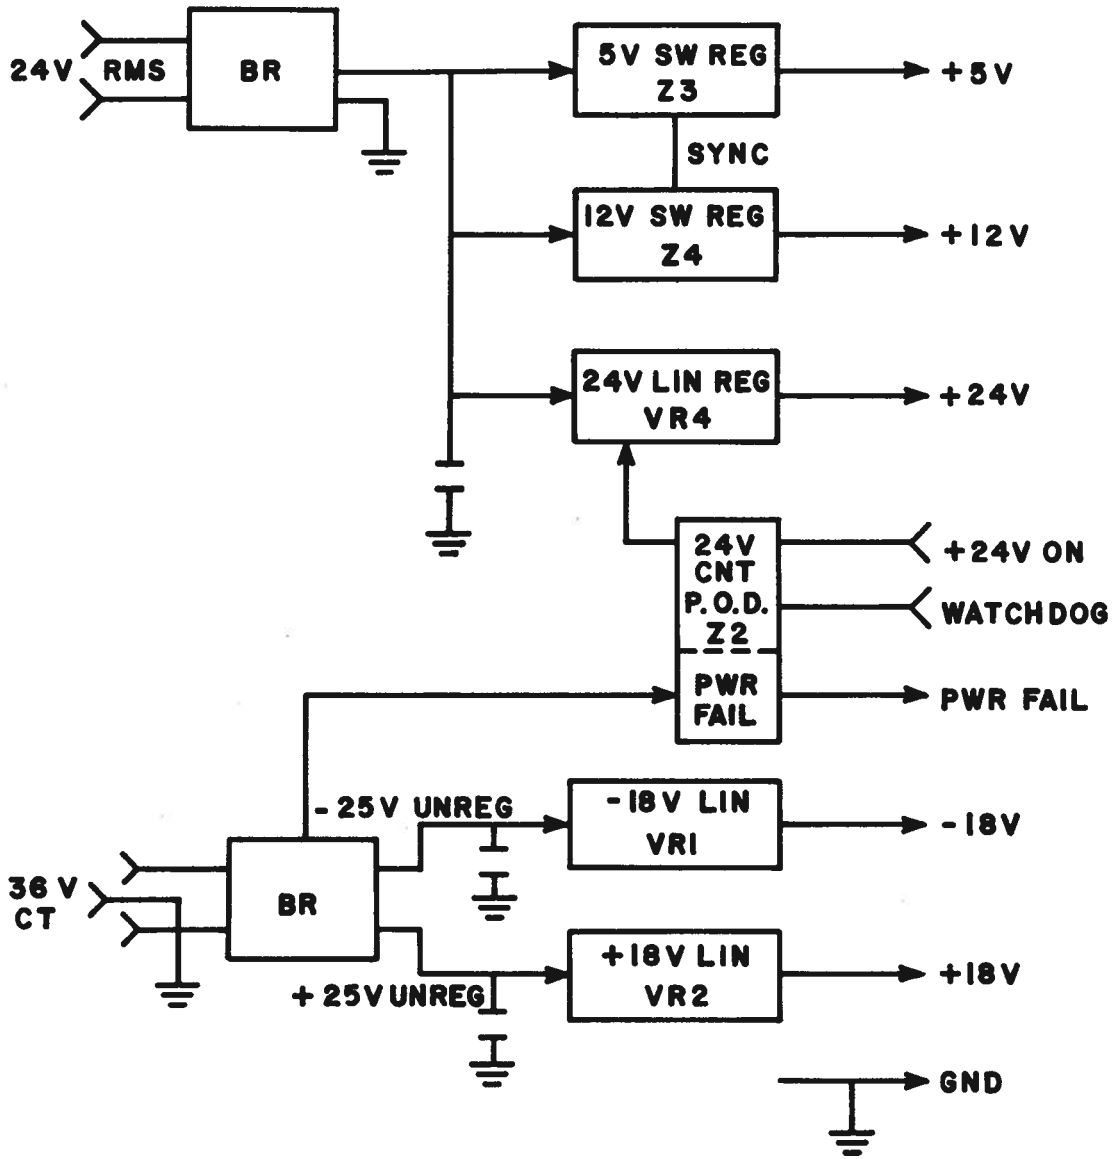 24V RMS
BR
5V SW REG
Z3
+5V
SYNC
12V SW REG
Z4
+12V
24V LIN REG
VR4
+24V
24V
CNT
P.O.D.
Z2
+24V ON
WATCHDOG
PWR
FAIL
PWR FAIL
-25V UNREG
-18V LIN
VR1
-18V
36V
CT
BR
+25V UNREG
+18V LIN
VR2
+18V
GND